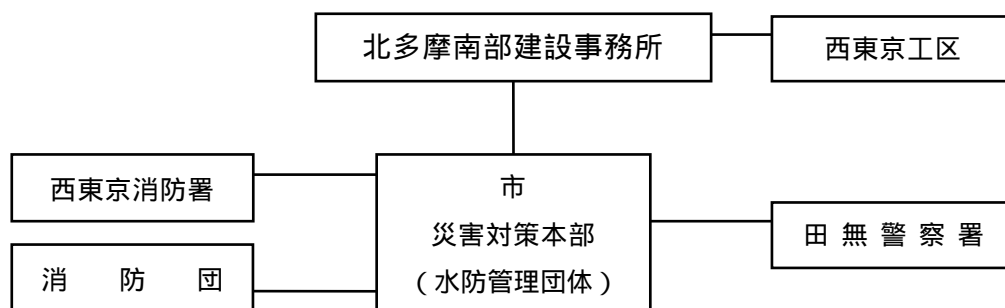 北多摩南部建設事務所
西東京工区
西東京消防署
市
災害対策本部
（水防管理団体）
田無警察署
消防団